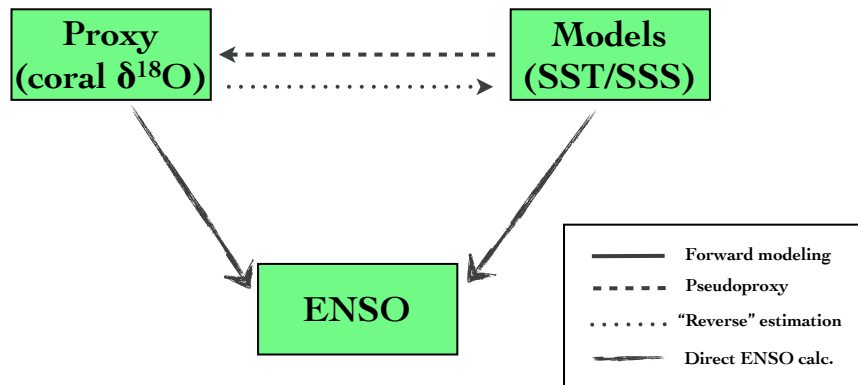 Proxy
(coral δ¹⁸O)
Models
(SST/SSS)
ENSO
Forward modeling
Pseudoproxy
“Reverse” estimation
Direct ENSO calc.